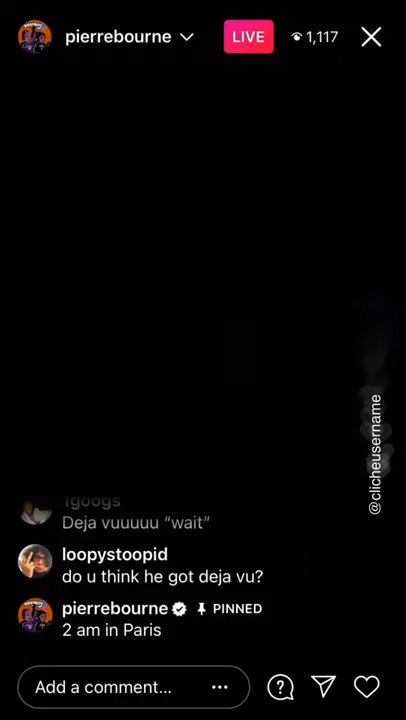 pierrebourne
LIVE
1,117
@clicheusername
1googs
Deja vuuuuu “wait”
loopystoopid
do u think he got deja vu?
pierrebourne PINNED
2 am in Paris
Add a comment...